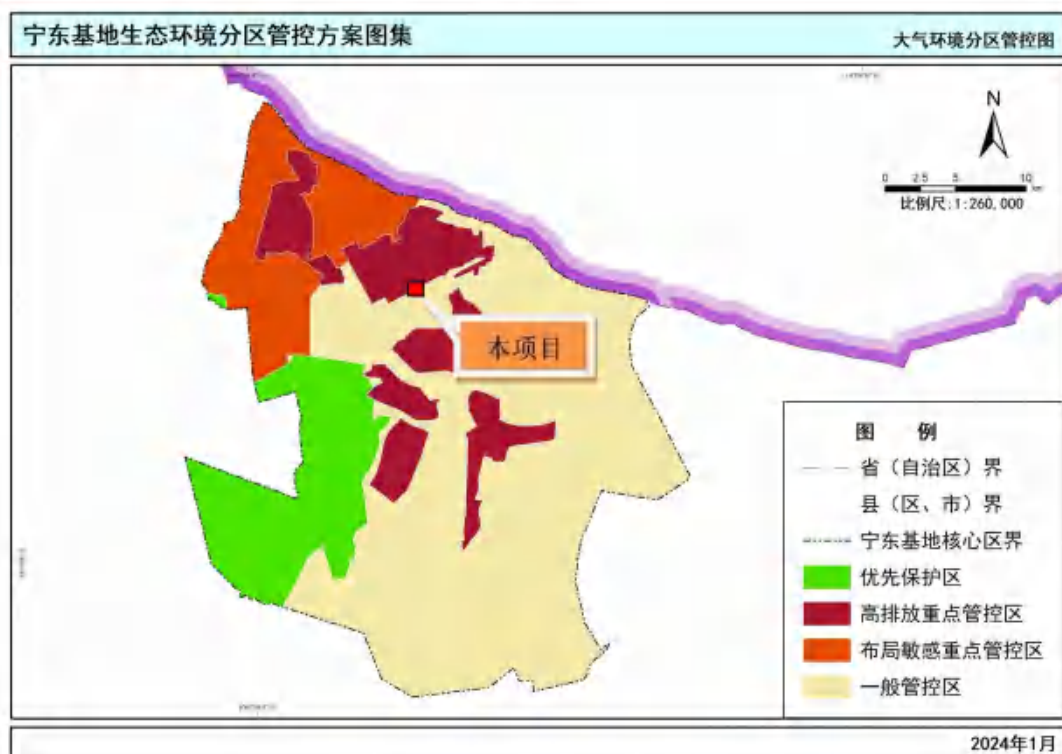 宁东基地生态环境分区管控方案图集
大气环境分区管控图
N
0 2.5 5 10
比例尺:1:260,000
本项目
图 例
省（自治区）界
县（区、市）界
宁东基地核心区界
优先保护区
高排放重点管控区
布局敏感重点管控区
一般管控区
2024年1月